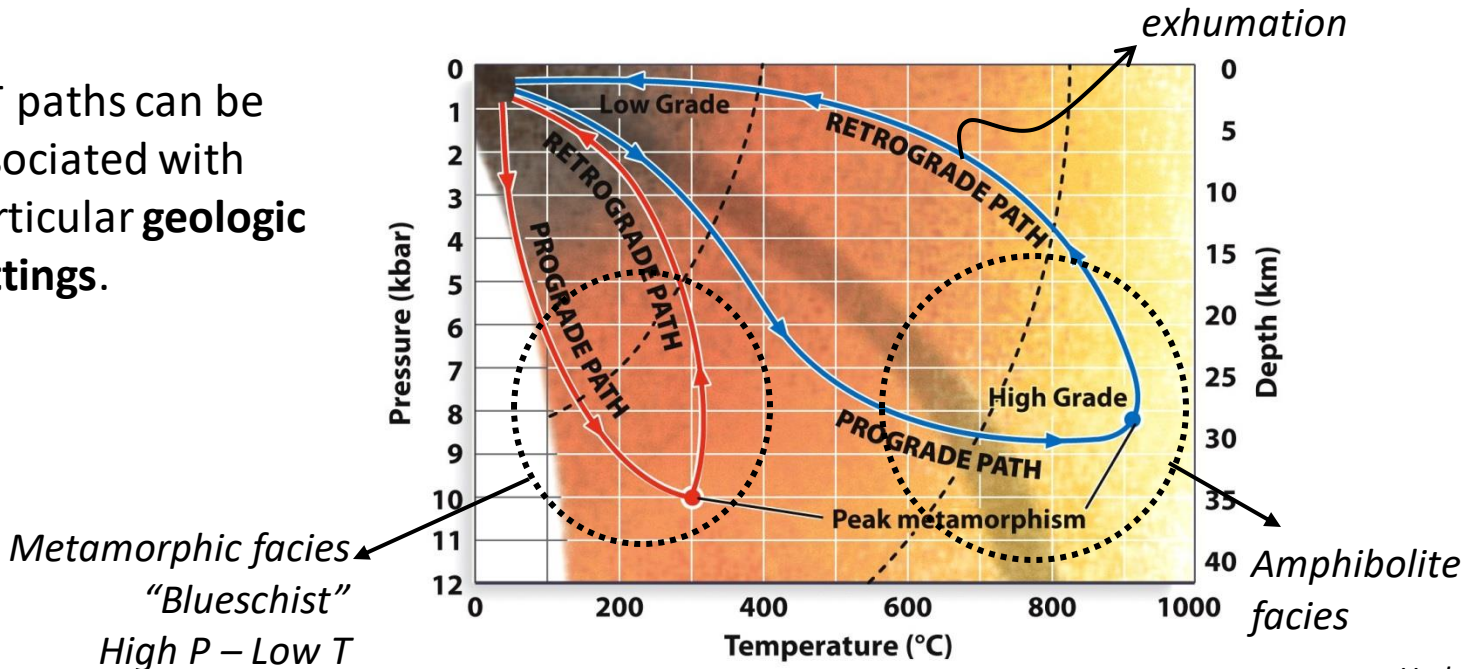 exhumation
T paths can be
sociated with
rticular geologic
ttings.
Pressure (kbar)
0
1
2
3
4
5
6
7
8
9
10
11
12
Low Grade
RETROGRADE PATH
RETROGRADE PATH
PROGRADE PATH
High Grade
PROGRADE PATH
Peak metamorphism
0
5
10
15
20
25
30
35
40
Depth (km)
0 200 400 600 800 1000
Temperature (°C)
Metamorphic facies
“Blueschist”
High P – Low T
Amphibolite
facies